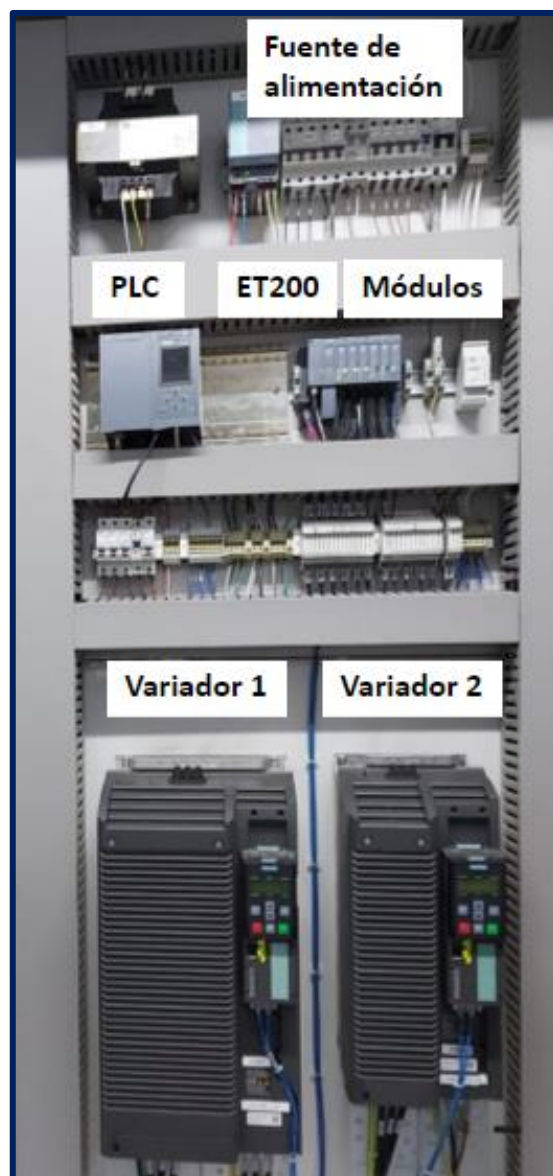 Fuente de
alimentación
PLC
ET200
Módulos
Variador 1
Variador 2